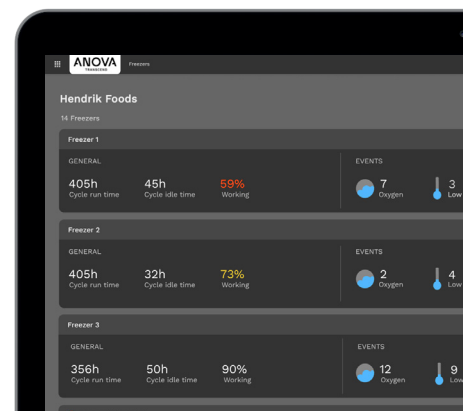 ANOVA
TRANSCEND
Freezers
Hendrik Foods
14 Freezers
Freezer 1
GENERAL
EVENTS
405h
45h
59%
7
3
Cycle run time
Cycle idle time
Working
Oxygen
Low
Freezer 2
GENERAL
EVENTS
405h
32h
73%
2
4
Cycle run time
Cycle idle time
Working
Oxygen
Low
Freezer 3
GENERAL
EVENTS
356h
50h
90%
12
9
Cycle run time
Cycle idle time
Working
Oxygen
Low